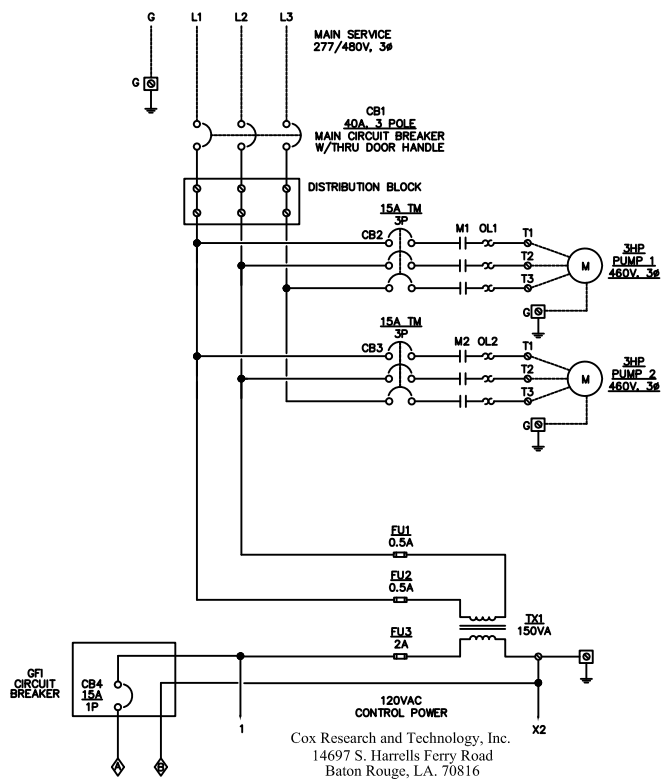 G L1 L2 L3
MAIN SERVICE
277/480V, 3ø
G
CB1
40A, 3 POLE
MAIN CIRCUIT BREAKER
W/THRU DOOR HANDLE
DISTRIBUTION BLOCK
15A TM
3P
CB2
M1 OL1
T1
T2
T3
M
3HP
PUMP 1
460V, 3ø
G
15A TM
3P
CB3
M2 OL2
T1
T2
T3
M
3HP
PUMP 2
460V, 3ø
G
FU1
0.5A
FU2
0.5A
TX1
150VA
FU3
2A
GFI
CIRCUIT
BREAKER
CB4
15A
1P
120VAC
CONTROL POWER
1
X2
A B
Cox Research and Technology, Inc.
14697 S. Harrells Ferry Road
Baton Rouge, LA. 70816